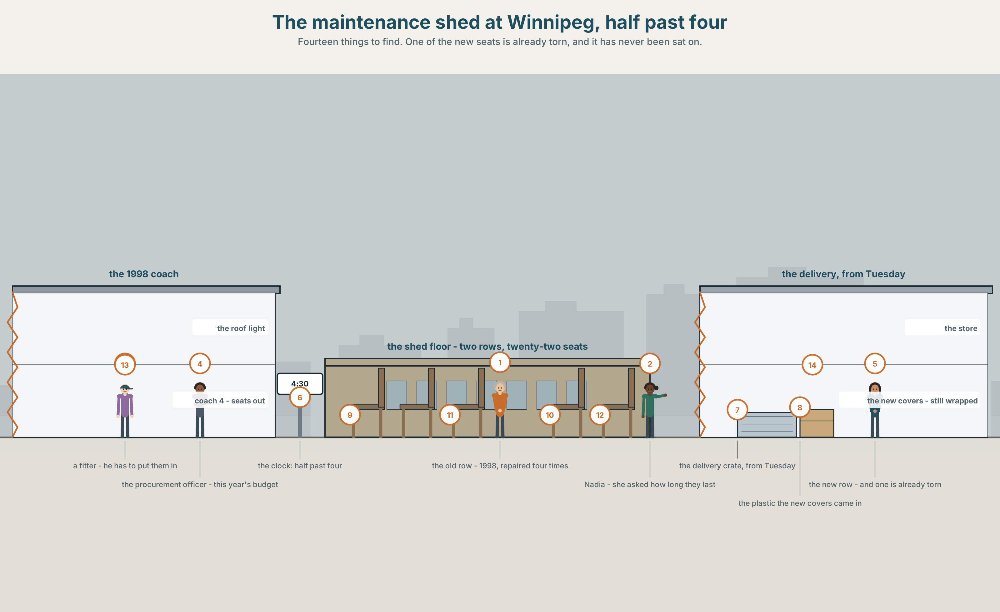 The maintenance shed at Winnipeg, half past four
Fourteen things to find. One of the new seats is already torn, and it has never been sat on.
the 1998 coach
the delivery, from Tuesday
the roof light
the store
the shed floor - two rows, twenty-two seats
13
4
1
2
14
5
4:30
6
coach 4 - seats out
the new covers - still wrapped
7
8
9
11
10
12
a fitter - he has to put them in
the clock: half past four
the old row - 1998, repaired four times
the delivery crate, from Tuesday
the procurement officer - this year's budget
Nadia - she asked how long they last
the new row - and one is already torn
the plastic the new covers came in